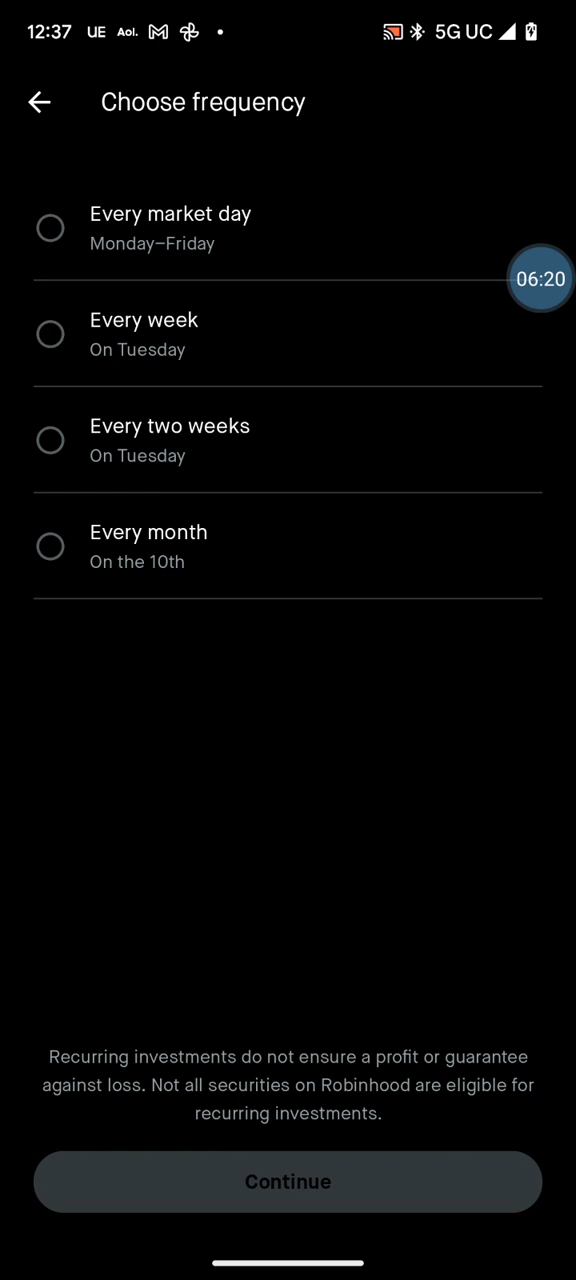 12:37 UE Aol. 5G UC
Choose frequency
Every market day
Monday–Friday
06:20
Every week
On Tuesday
Every two weeks
On Tuesday
Every month
On the 10th
Recurring investments do not ensure a profit or guarantee
against loss. Not all securities on Robinhood are eligible for
recurring investments.
Continue